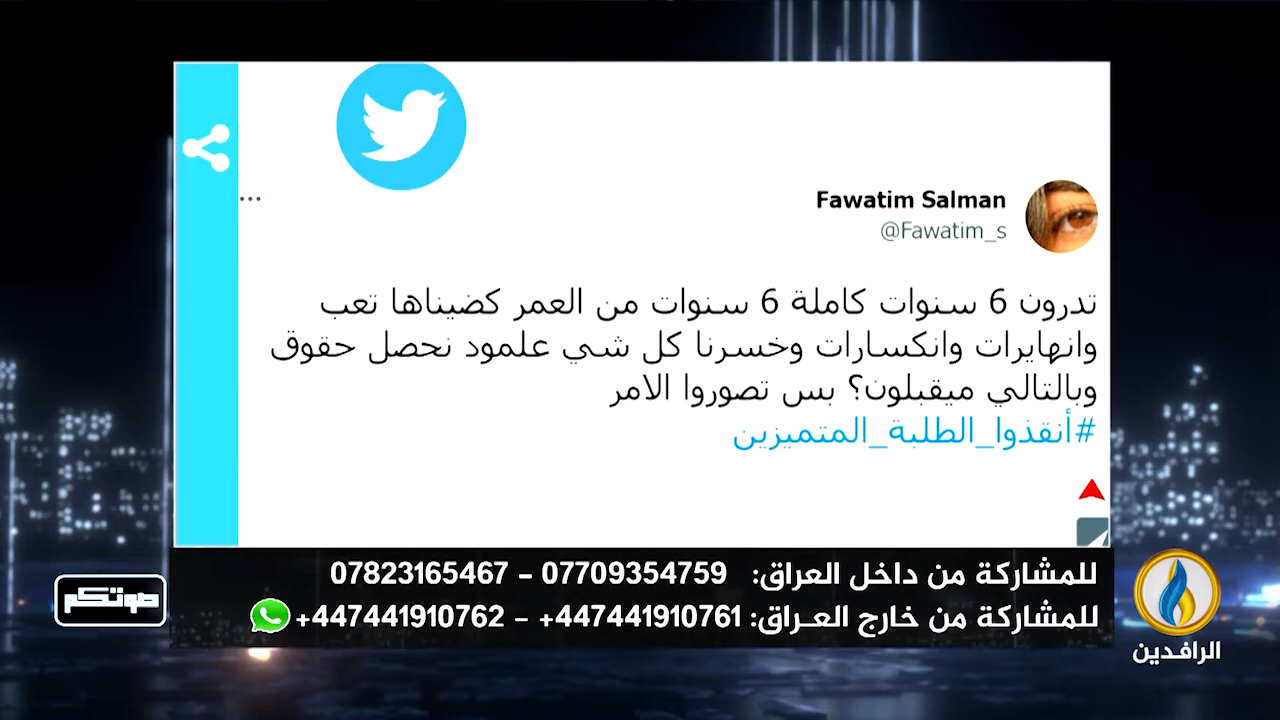 Fawatim Salman
@Fawatim_s
تدرون 6 سنوات كاملة 6 سنوات من العمر كضيناها تعب
وانهايرات وانكسارات وخسرنا كل شي علمود نحصل حقوق
وبالتالي ميقبلون؟ بس تصوروا الامر
#أنقذوا_الطلبة_المتميزين
للمشاركة من داخل العراق: 07709354759 - 07823165467
للمشاركة من خارج العـراق: 447441910761+ - 447441910762+
صوتكم
الرافدين